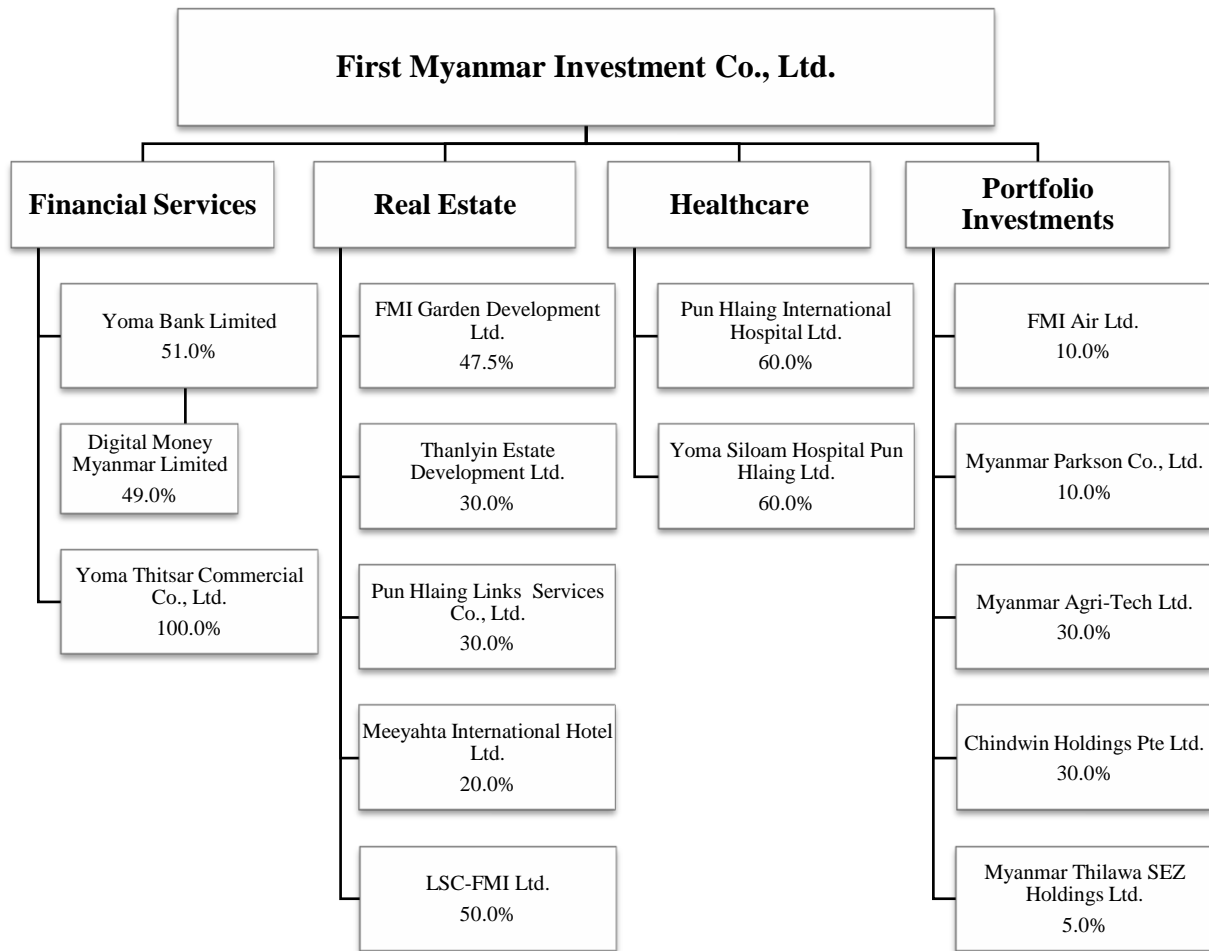 First Myanmar Investment Co., Ltd.
Financial Services
Yoma Bank Limited
51.0%
Digital Money
Myanmar Limited
49.0%
Yoma Thitsar Commercial
Co., Ltd.
100.0%
Real Estate
FMI Garden Development
Ltd.
47.5%
Thanlyin Estate
Development Ltd.
30.0%
Pun Hlaing Links Services
Co., Ltd.
30.0%
Meeyahta International Hotel
Ltd.
20.0%
LSC-FMI Ltd.
50.0%
Healthcare
Pun Hlaing International
Hospital Ltd.
60.0%
Yoma Siloam Hospital Pun
Hlaing Ltd.
60.0%
Portfolio
Investments
FMI Air Ltd.
10.0%
Myanmar Parkson Co., Ltd.
10.0%
Myanmar Agri-Tech Ltd.
30.0%
Chindwin Holdings Pte Ltd.
30.0%
Myanmar Thilawa SEZ
Holdings Ltd.
5.0%